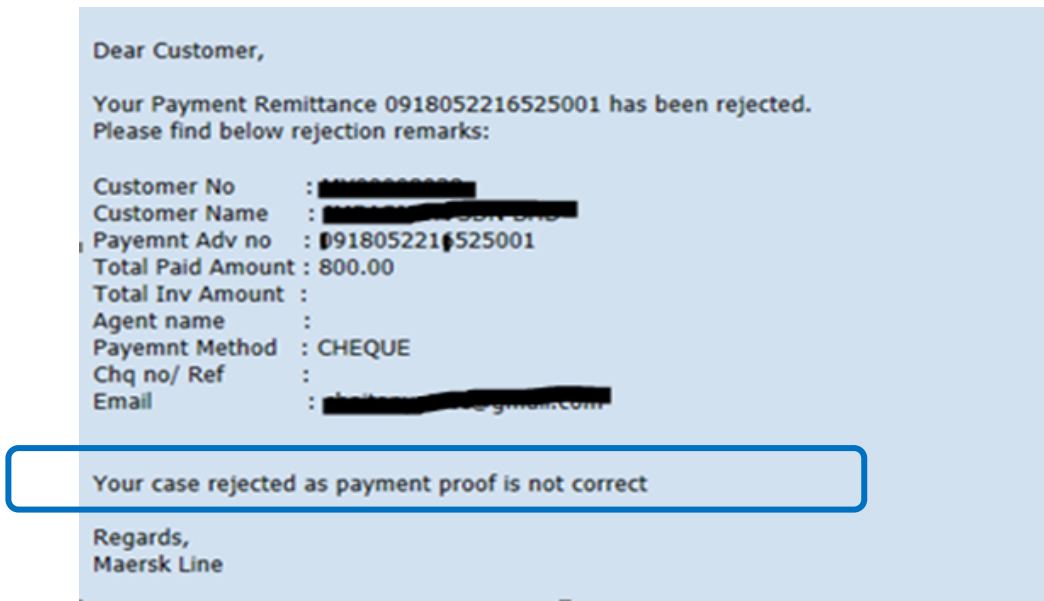 Dear Customer,
Your Payment Remittance 0918052216525001 has been rejected.
Please find below rejection remarks:
Customer No :
Customer Name :
Payemnt Adv no : 0918052216525001
Total Paid Amount : 800.00
Total Inv Amount :
Agent name :
Payemnt Method : CHEQUE
Chq no/ Ref :
Email :
Your case rejected as payment proof is not correct
Regards,
Maersk Line